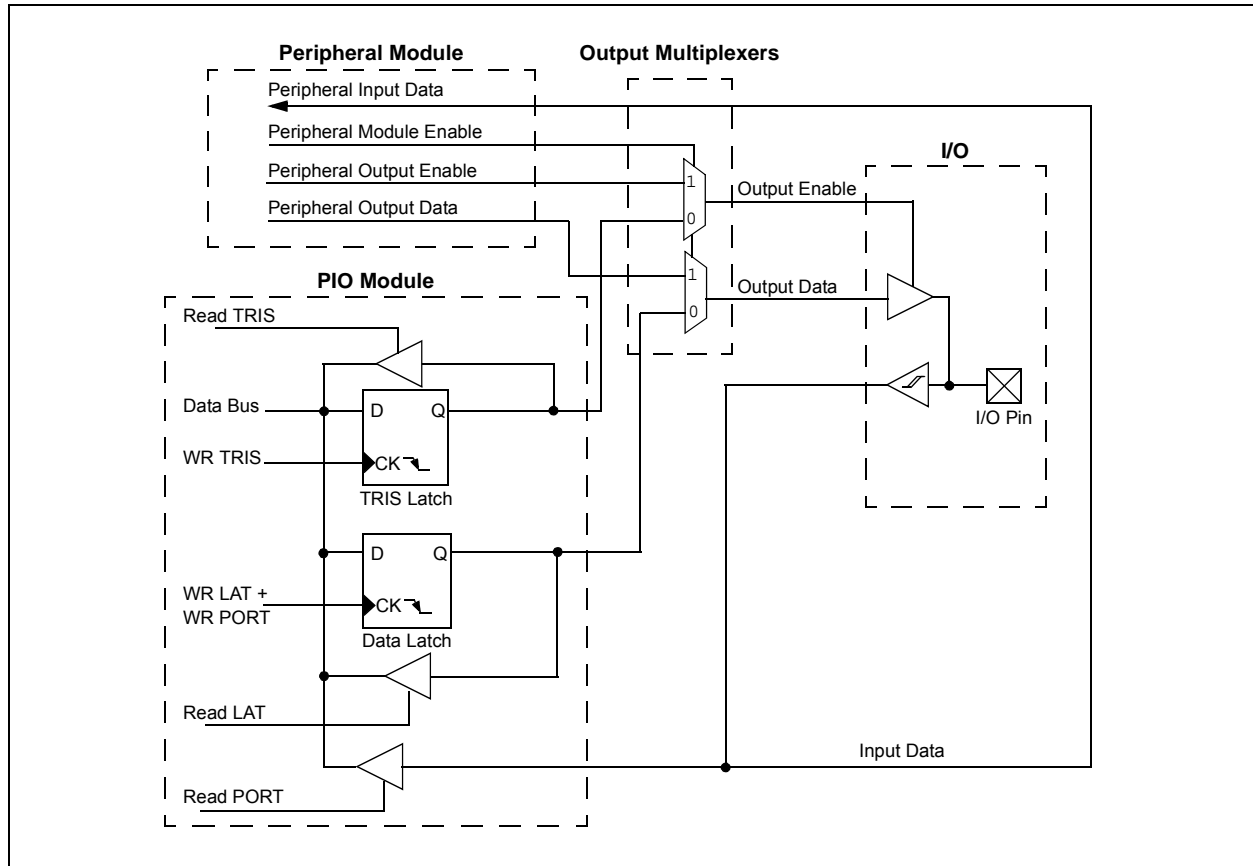 Peripheral Module
Output Multiplexers
Peripheral Input Data
Peripheral Module Enable
I/O
Peripheral Output Enable
1
Output Enable
Peripheral Output Data
0
PIO Module
1
Output Data
0
Read TRIS
Data Bus
D Q
I/O Pin
WR TRIS
CK
TRIS Latch
D Q
WR LAT +
WR PORT
CK
Data Latch
Read LAT
Input Data
Read PORT